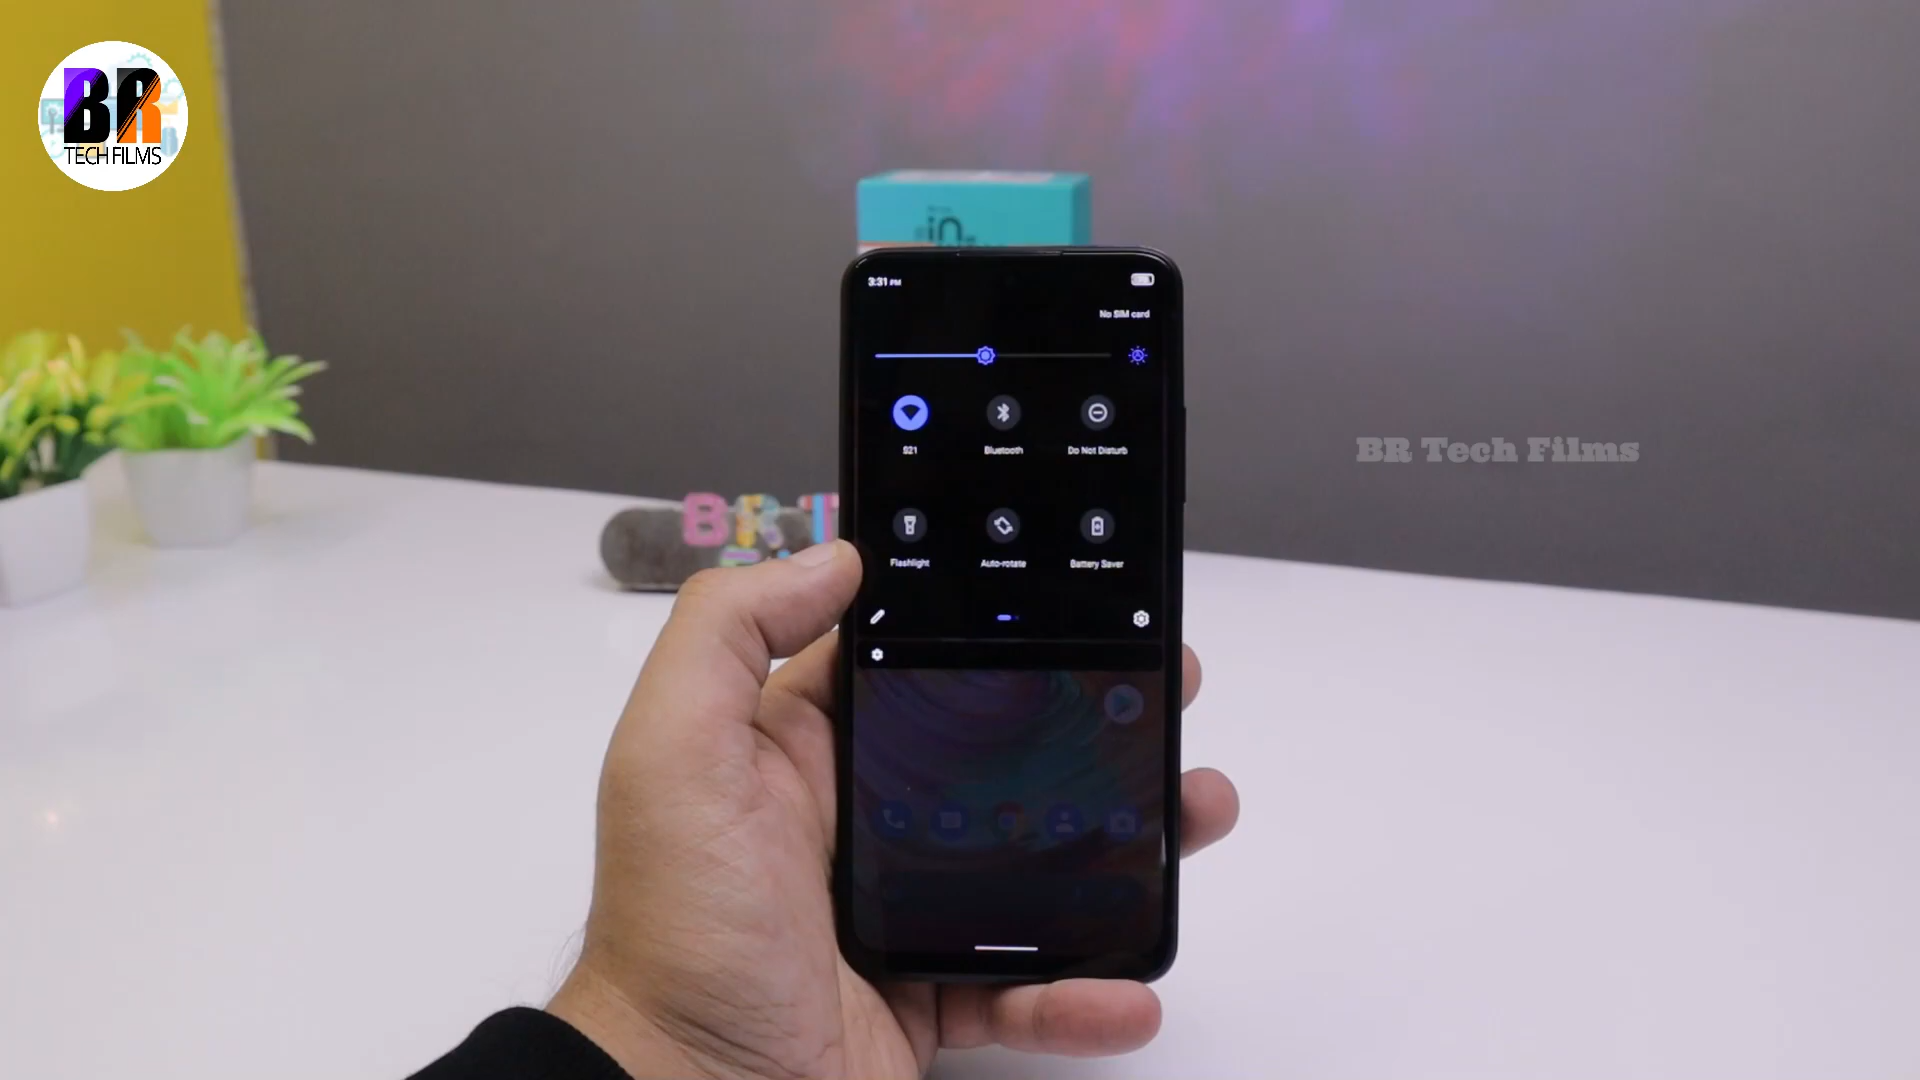 BR
TECH FILMS
in
3:31 PM
No SIM card
S21
Bluetooth
Do Not Disturb
BR Tech Films
Flashlight
Auto-rotate
Battery Saver